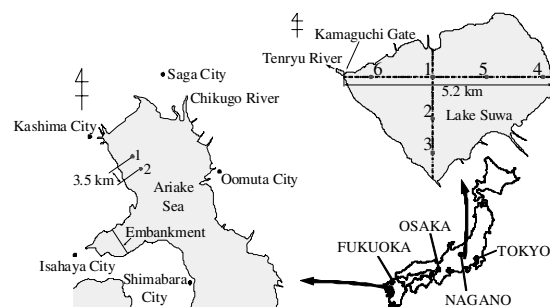 Saga City
Chikugo River
Kashima City
1
2
3.5 km
Oomuta City
Ariake
Sea
Embankment
Isahaya City
Shimabara
City
Kamaguchi Gate
Tenryu River
6
1
5
4
5.2 km
2
Lake Suwa
3
OSAKA
FUKUOKA
TOKYO
NAGANO